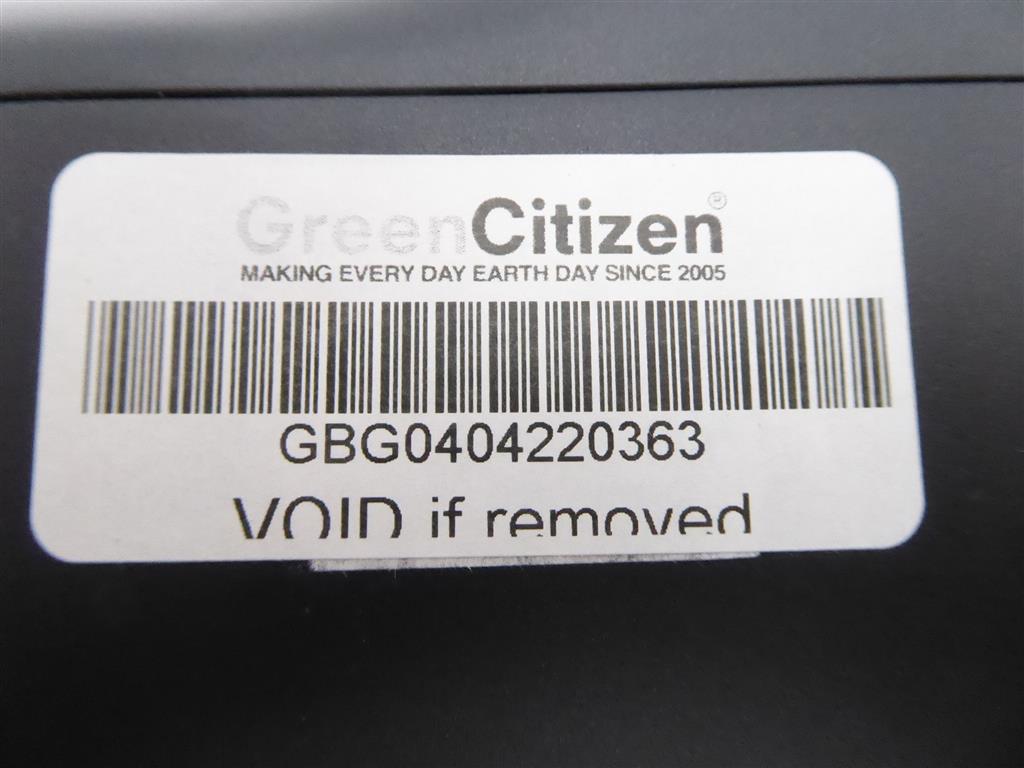 GreenCitizen®
MAKING EVERY DAY EARTH DAY SINCE 2005
GBG0404220363
VOID if removed